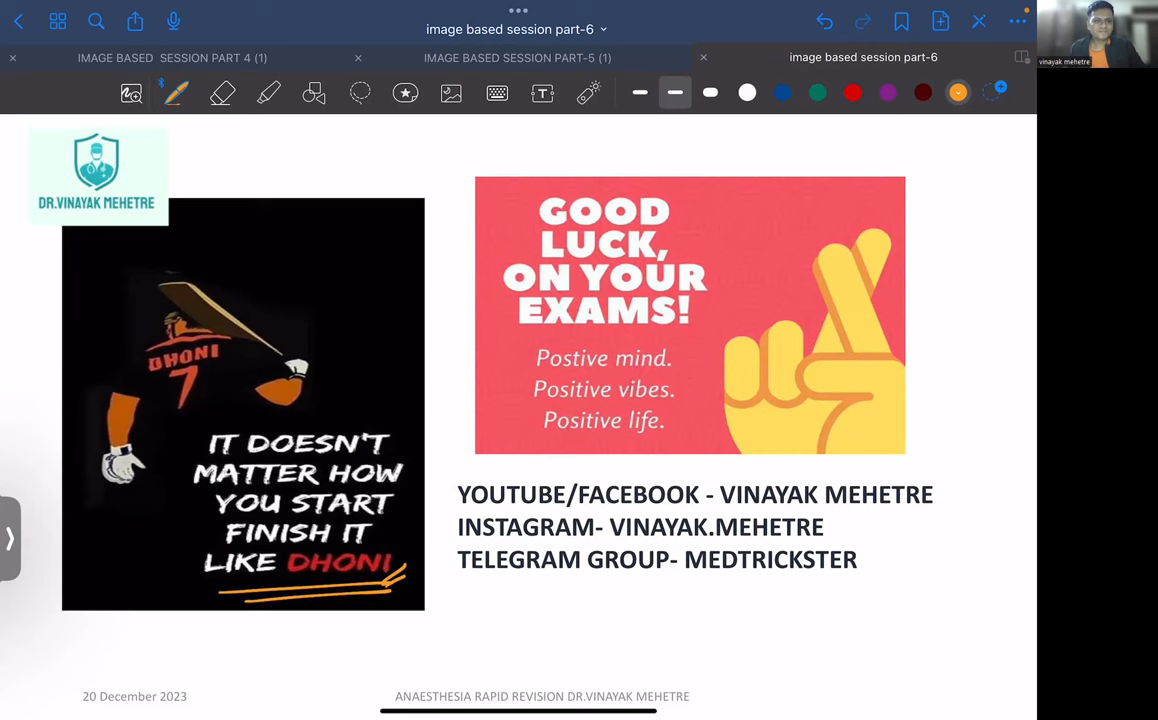 image based session part-6
IMAGE BASED SESSION PART 4 (1)
IMAGE BASED SESSION PART-5 (1)
image based session part-6
vinayak mehetre
DR.VINAYAK MEHETRE
DHONI
7
IT DOESN'T
MATTER HOW
YOU START
FINISH IT
LIKE DHONI
GOOD
LUCK,
ON YOUR
EXAMS!
Postive mind.
Positive vibes.
Positive life.
YOUTUBE/FACEBOOK - VINAYAK MEHETRE
INSTAGRAM- VINAYAK.MEHETRE
TELEGRAM GROUP- MEDTRICKSTER
20 December 2023
ANAESTHESIA RAPID REVISION DR.VINAYAK MEHETRE